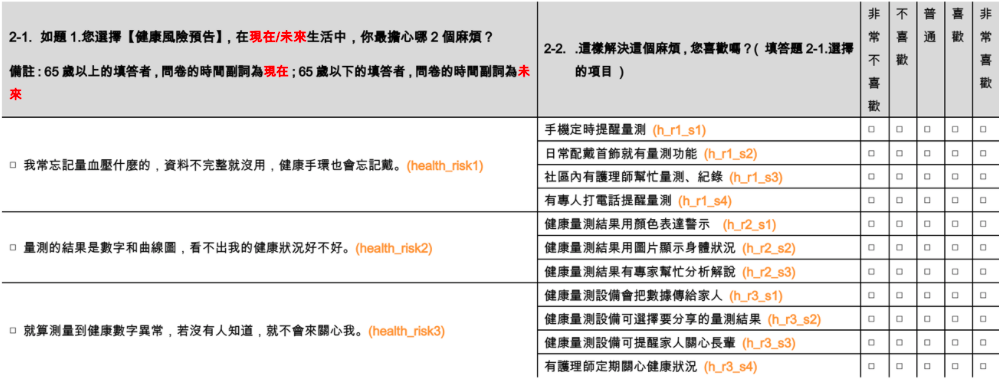 2-1. 如題 1.您選擇【健康風險預告】, 在現在/未來生活中，你最擔心哪 2 個麻煩？
備註 : 65 歲以上的填答者 , 問卷的時間副詞為現在 ; 65 歲以下的填答者 , 問卷的時間副詞為未
來
2-2. .這樣解決這個麻煩 , 您喜歡嗎？( 填答題 2-1.選擇
的項目 )
非常不喜歡
不喜歡
普通
喜歡
非常喜歡
□ 我常忘記量血壓什麼的，資料不完整就沒用，健康手環也會忘記戴。(health_risk1)
手機定時提醒量測 (h_r1_s1) □ □ □ □ □
日常配戴首飾就有量測功能 (h_r1_s2) □ □ □ □ □
社區內有護理師幫忙量測、紀錄 (h_r1_s3) □ □ □ □ □
有專人打電話提醒量測 (h_r1_s4) □ □ □ □ □
□ 量測的結果是數字和曲線圖，看不出我的健康狀況好不好。(health_risk2)
健康量測結果用顏色表達警示 (h_r2_s1) □ □ □ □ □
健康量測結果用圖片顯示身體狀況 (h_r2_s2) □ □ □ □ □
健康量測結果有專家幫忙分析解說 (h_r2_s3) □ □ □ □ □
□ 就算測量到健康數字異常，若沒有人知道，就不會來關心我。(health_risk3)
健康量測設備會把數據傳給家人 (h_r3_s1) □ □ □ □ □
健康量測設備可選擇要分享的量測結果 (h_r3_s2) □ □ □ □ □
健康量測設備可提醒家人關心長輩 (h_r3_s3) □ □ □ □ □
有護理師定期關心健康狀況 (h_r3_s4) □ □ □ □ □